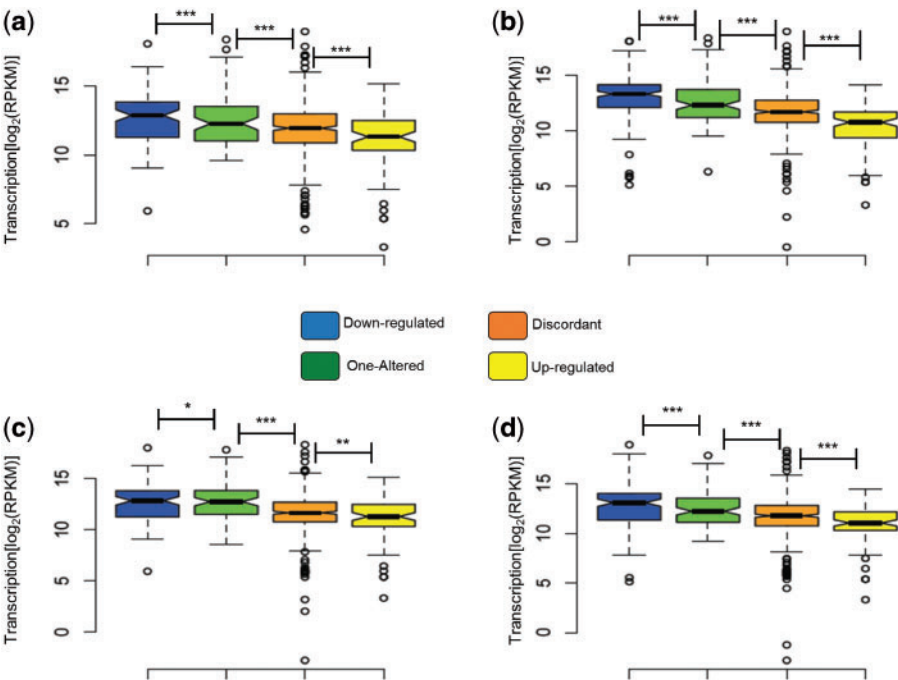 (a)
***
***
***
Transcription[log2(RPKM)]
15
10
5
(b)
***
***
***
Transcription[log2(RPKM)]
15
10
5
0
Down-regulated
Discordant
One-Altered
Up-regulated
(c)
*
***
**
Transcription[log2(RPKM)]
15
10
5
0
(d)
***
***
***
Transcription[log2(RPKM)]
15
10
5
0